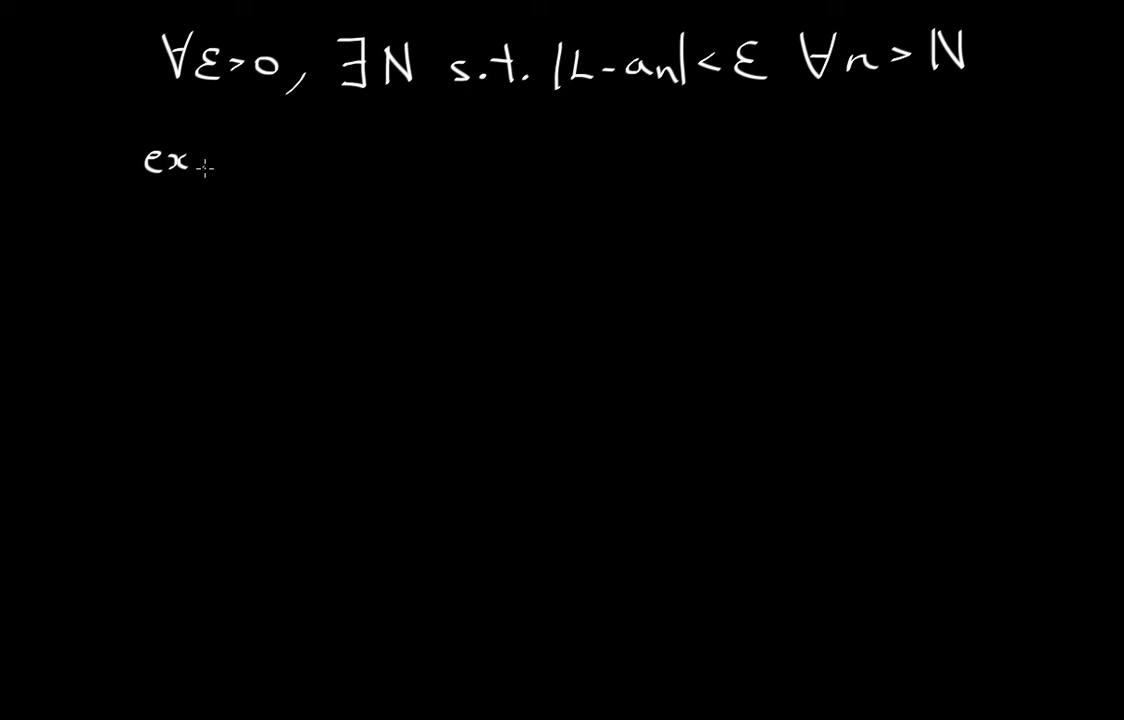 ∀ε>0, ∃N s.t. |L-an|<ε ∀n>N
ex